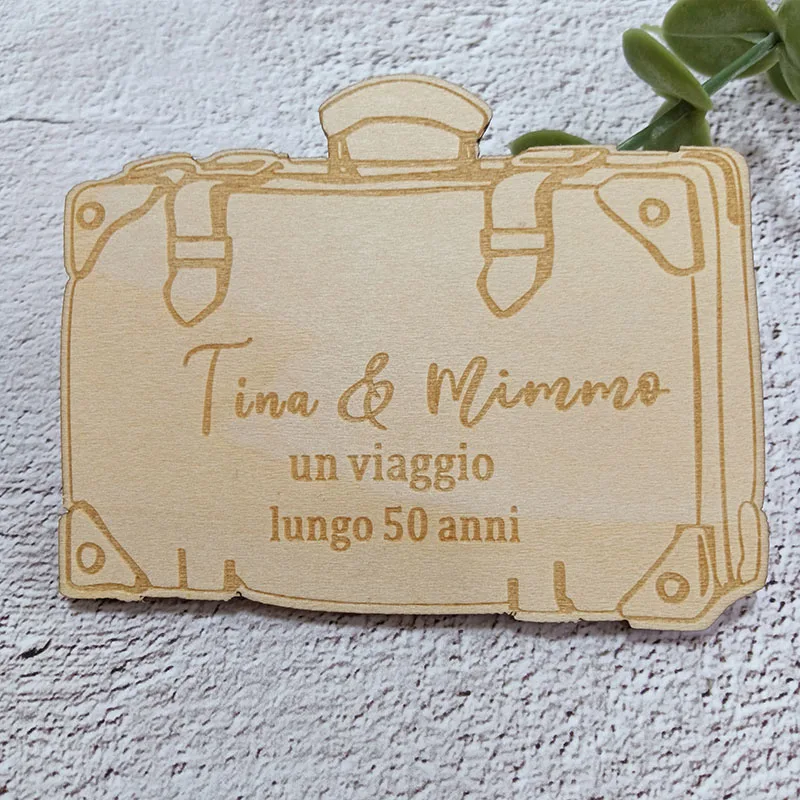 Tina & Mimmo
un viaggio
lungo 50 anni